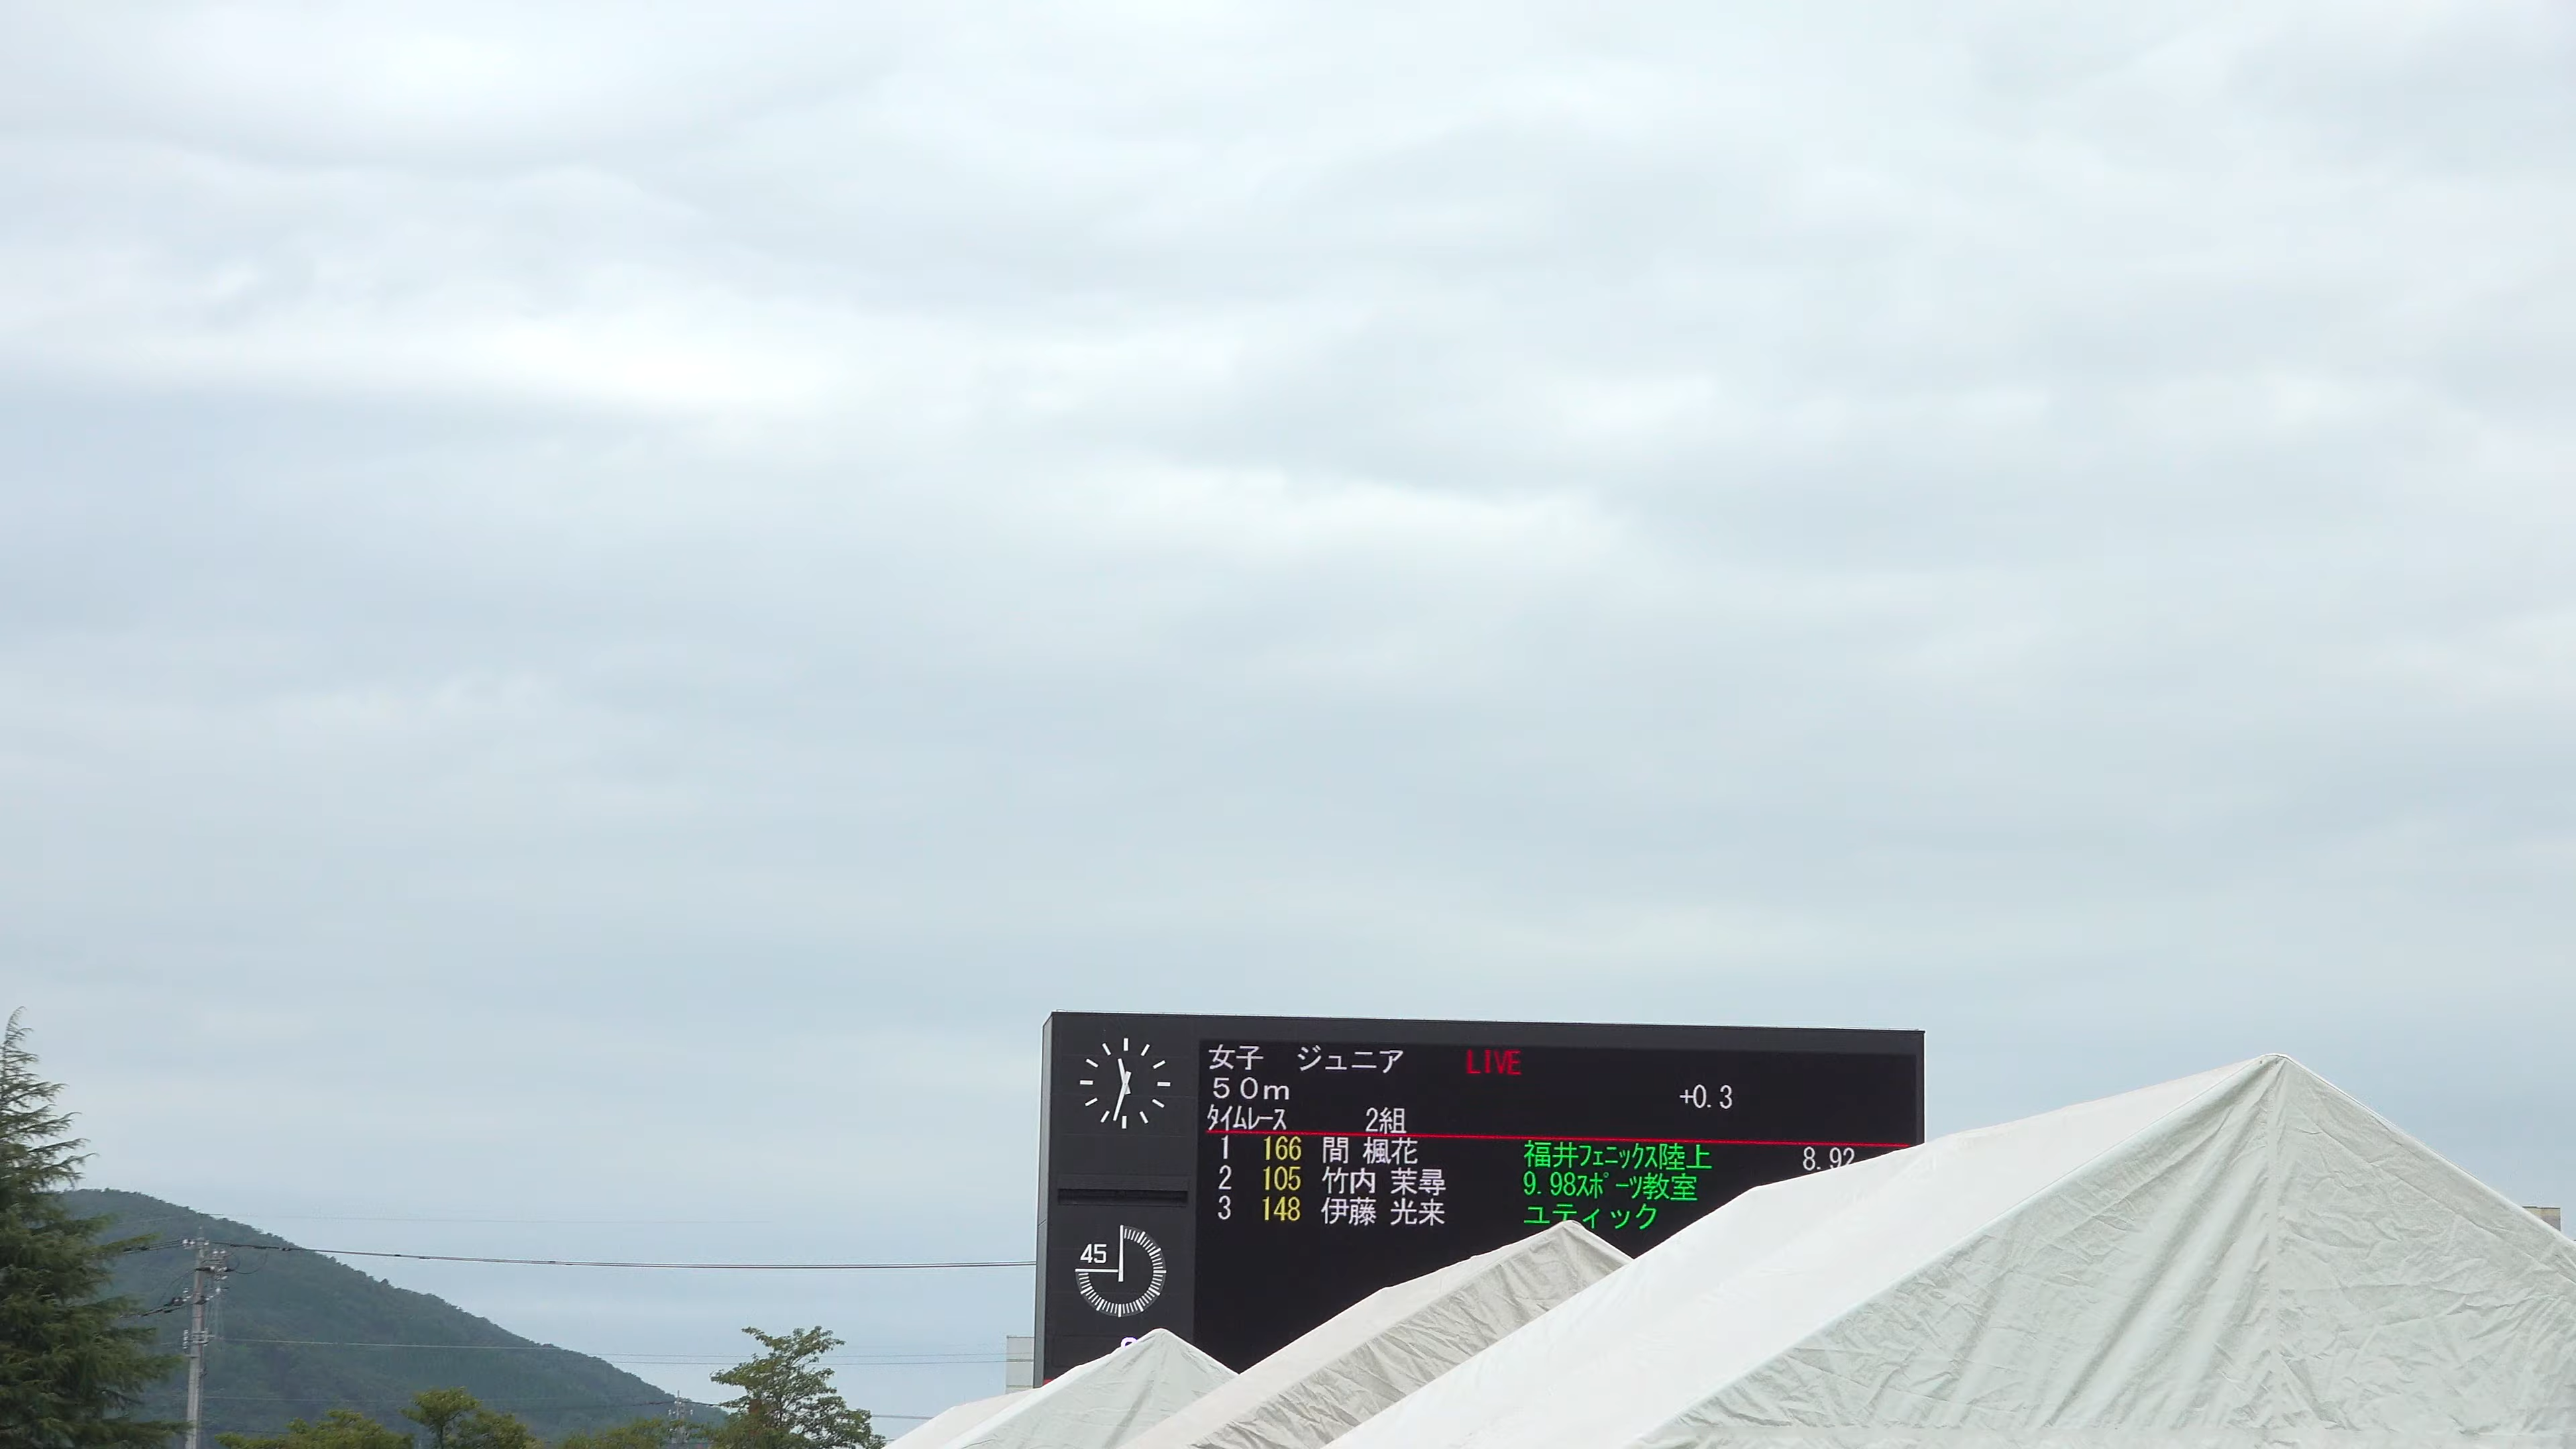 女子 ジュニア LIVE
５０ｍ +0.3
ﾀｲﾑﾚｰｽ 2組
1 166 間 楓花 福井ﾌｪﾆｯｸｽ陸上 8.92
2 105 竹内 茉尋 9.98ｽﾎﾟｰﾂ教室
3 148 伊藤 光来 ユティック
45